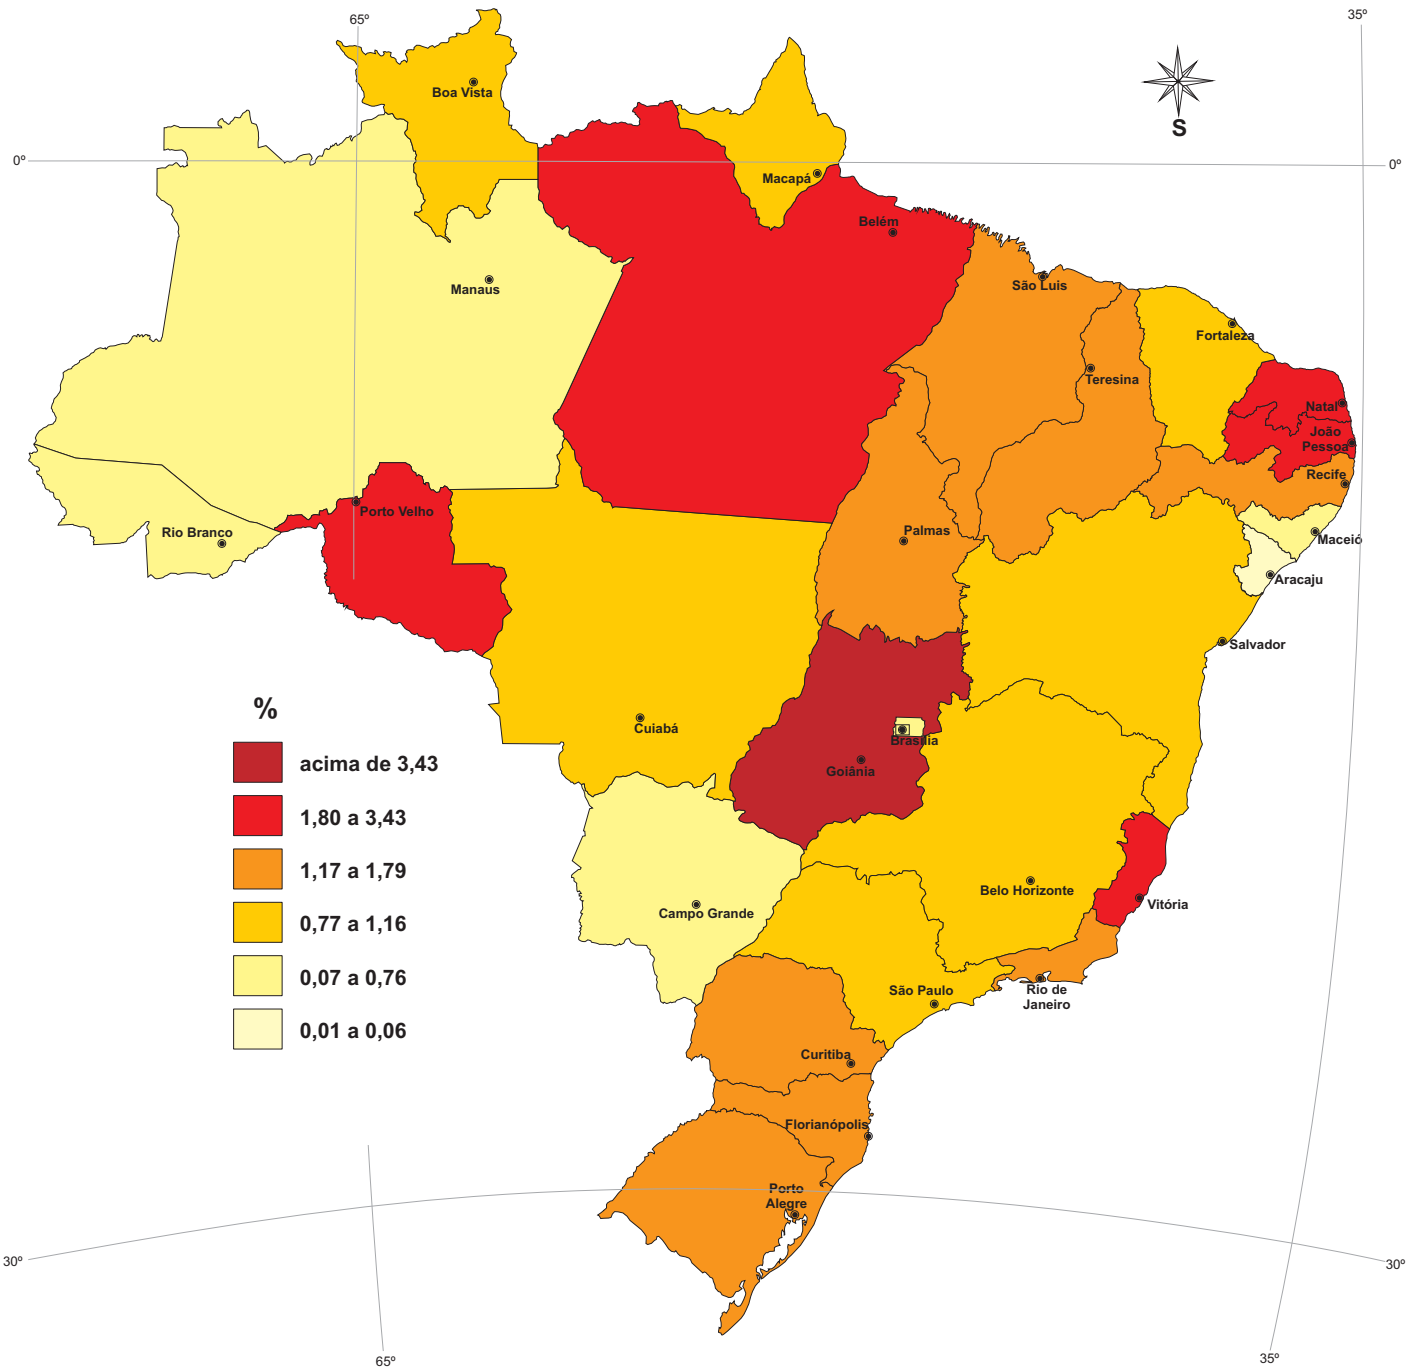 65º
35º
Boa Vista
S
0º
0º
Macapá
Belém
Manaus
São Luis
Fortaleza
Teresina
Natal
João
Pessoa
Recife
Porto Velho
Rio Branco
Palmas
Maceió
Aracaju
Salvador
%
Cuiabá
Brasília
Goiânia
acima de 3,43
1,80 a 3,43
1,17 a 1,79
0,77 a 1,16
0,07 a 0,76
0,01 a 0,06
Belo Horizonte
Vitória
Campo Grande
São Paulo
Rio de
Janeiro
Curitiba
Florianópolis
Porto
Alegre
30º
30º
65º
35º